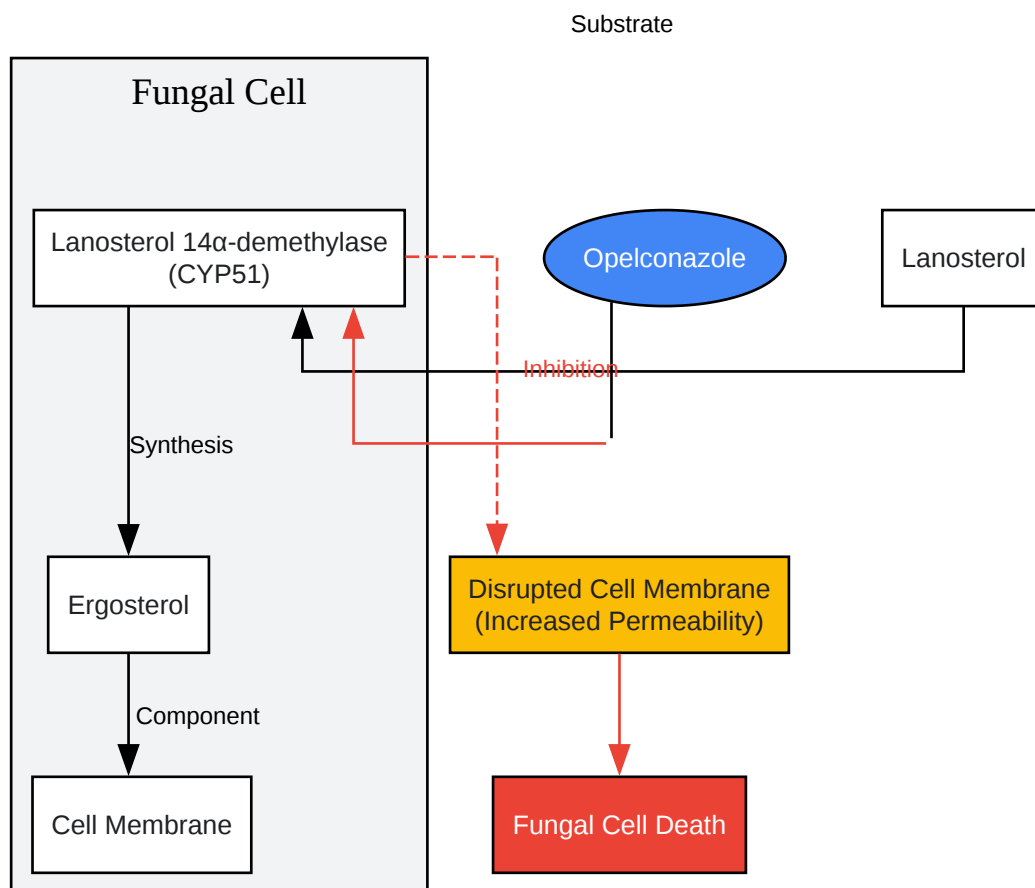 Substrate
Fungal Cell
Lanosterol 14α-demethylase
(CYP51)
Opelconazole
Lanosterol
Inhibition
Synthesis
Ergosterol
Disrupted Cell Membrane
(Increased Permeability)
Component
Cell Membrane
Fungal Cell Death